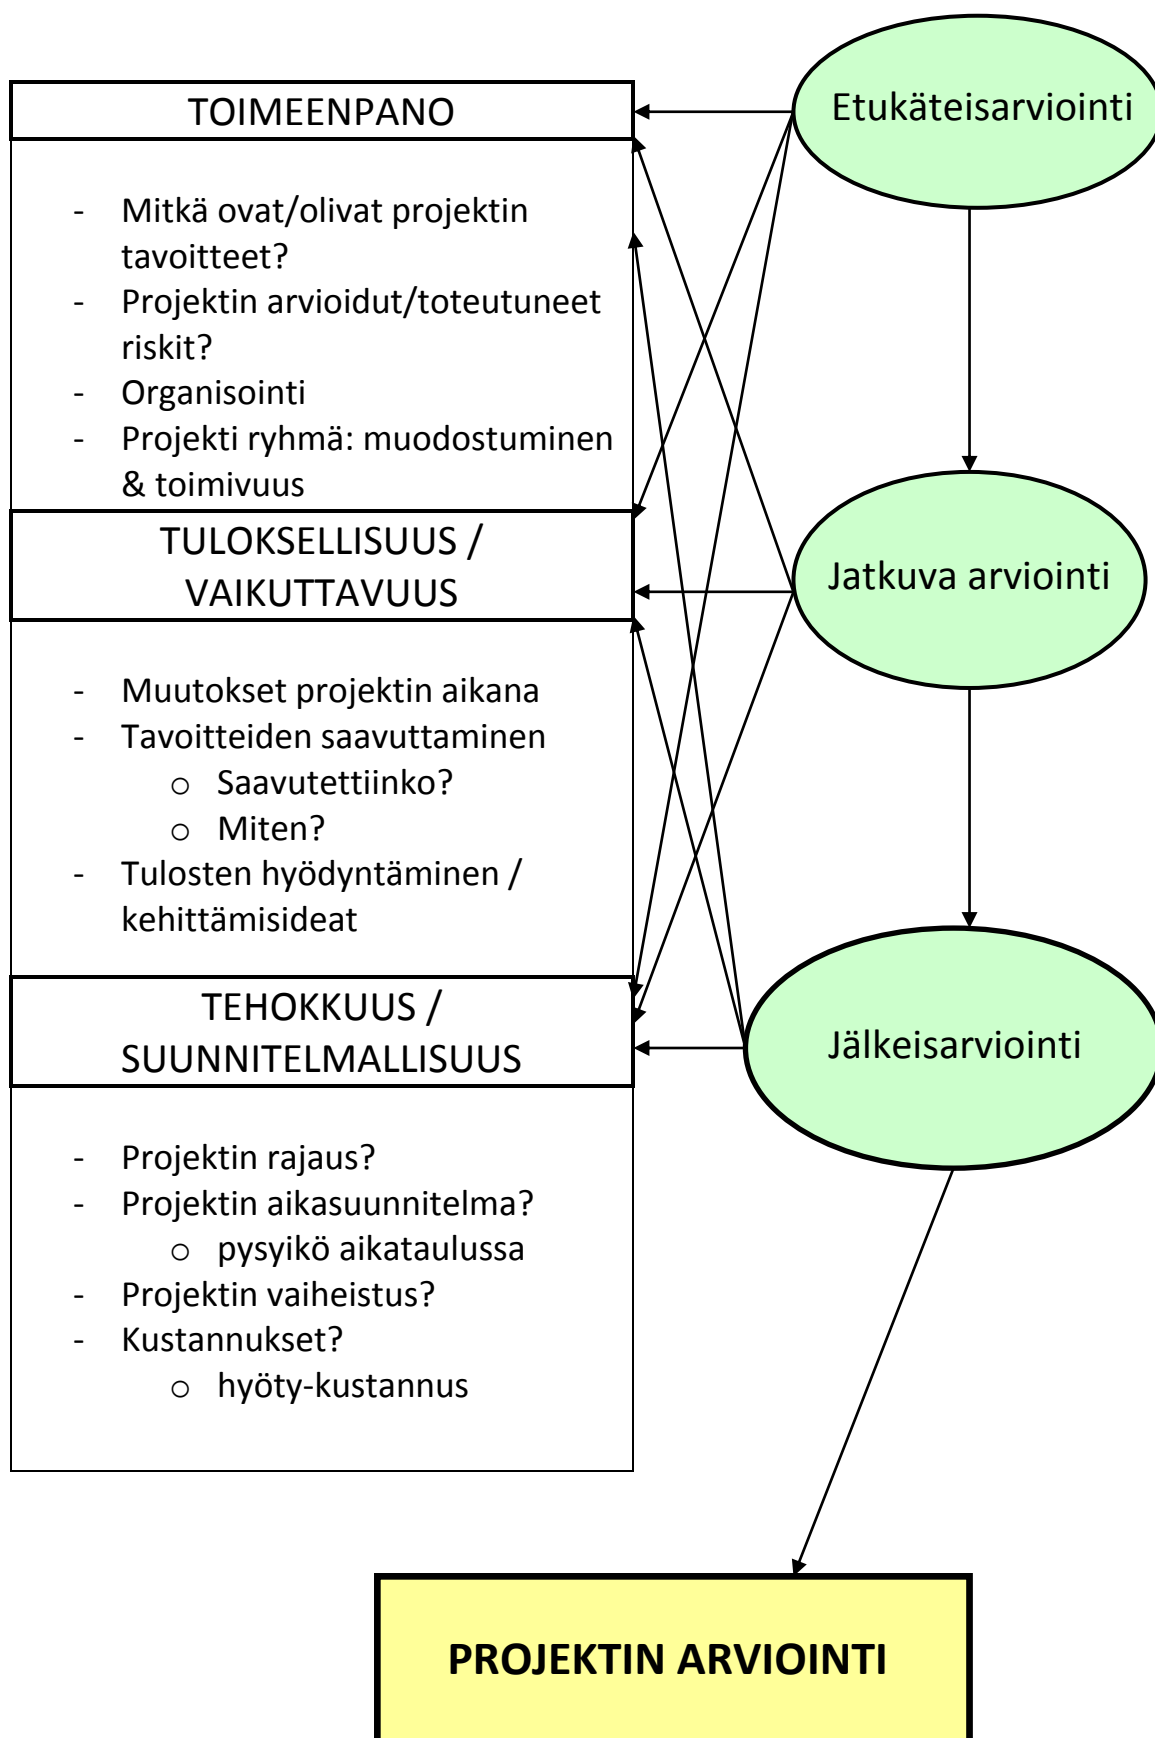 TOIMEENPANO
- Mitkä ovat/olivat projektin
tavoitteet?
- Projektin arvioidut/toteutuneet
riskit?
- Organisointi
- Projekti ryhmä: muodostuminen
& toimivuus
TULOKSELLISUUS /
VAIKUTTAVUUS
- Muutokset projektin aikana
- Tavoitteiden saavuttaminen
o Saavutettiinko?
o Miten?
- Tulosten hyödyntäminen /
kehittämisideat
TEHOKKUUS /
SUUNNITELMALLISUUS
- Projektin rajaus?
- Projektin aikasuunnitelma?
o pysyikö aikataulussa
- Projektin vaiheistus?
- Kustannukset?
o hyöty-kustannus
Etukäteisarviointi
Jatkuva arviointi
Jälkeisarviointi
PROJEKTIN ARVIOINTI